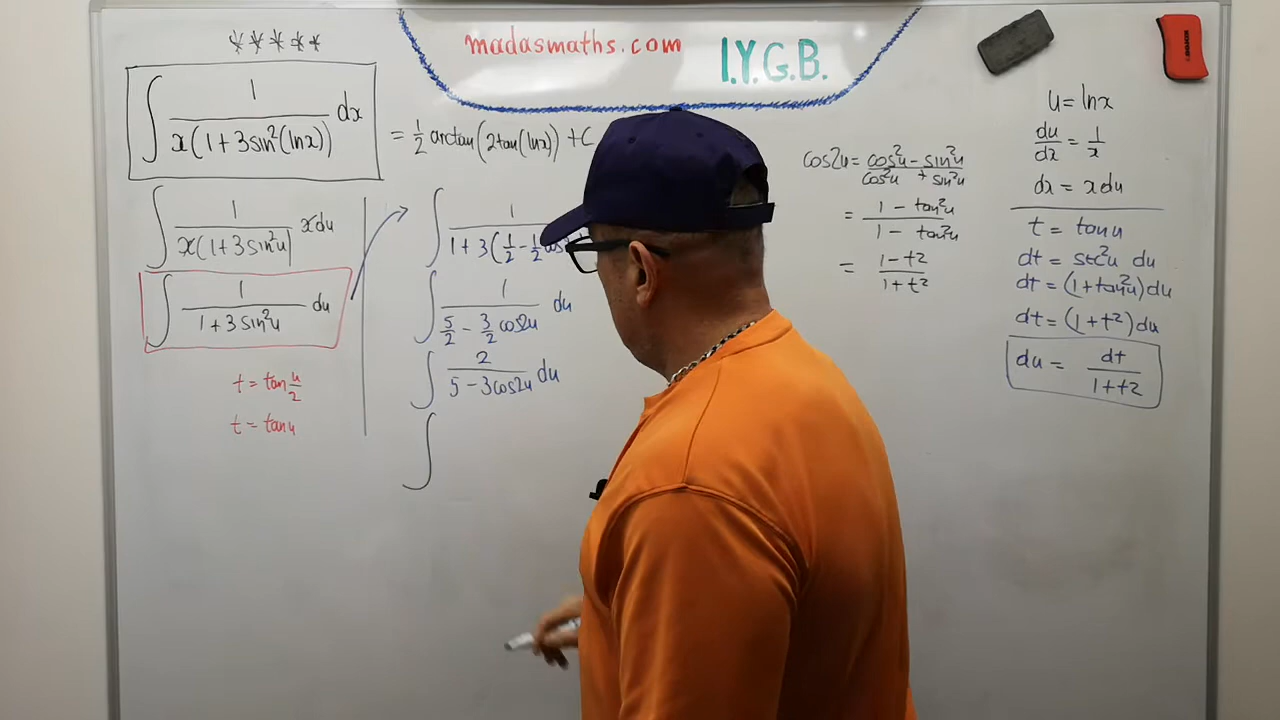 *****
madasmaths.com I.Y.G.B.
∫ 1/(x(1+3sin²(lnx))) dx = ½ arctan(2tan(lnx)) + C
∫ 1/(x(1+3sin²u)) x du
∫ 1/(1+3sin²u) du
t = tan u/2
t = tan u
∫ 1/(1+3(½-½cos
∫ 1/(5/2 - 3/2 cos2u) du
∫ 2/(5-3cos2u) du
∫
cos2u = (cos²u - sin²u)/(cos²u + sin²u)
= (1 - tan²u)/(1 - tan²u)
= (1-t2)/(1+t²)
u = lnx
du/dx = 1/x
dx = x du
t = tan u
dt = sec²u du
dt = (1+tan²u) du
dt = (1+t²) du
du = dt/(1+t2)